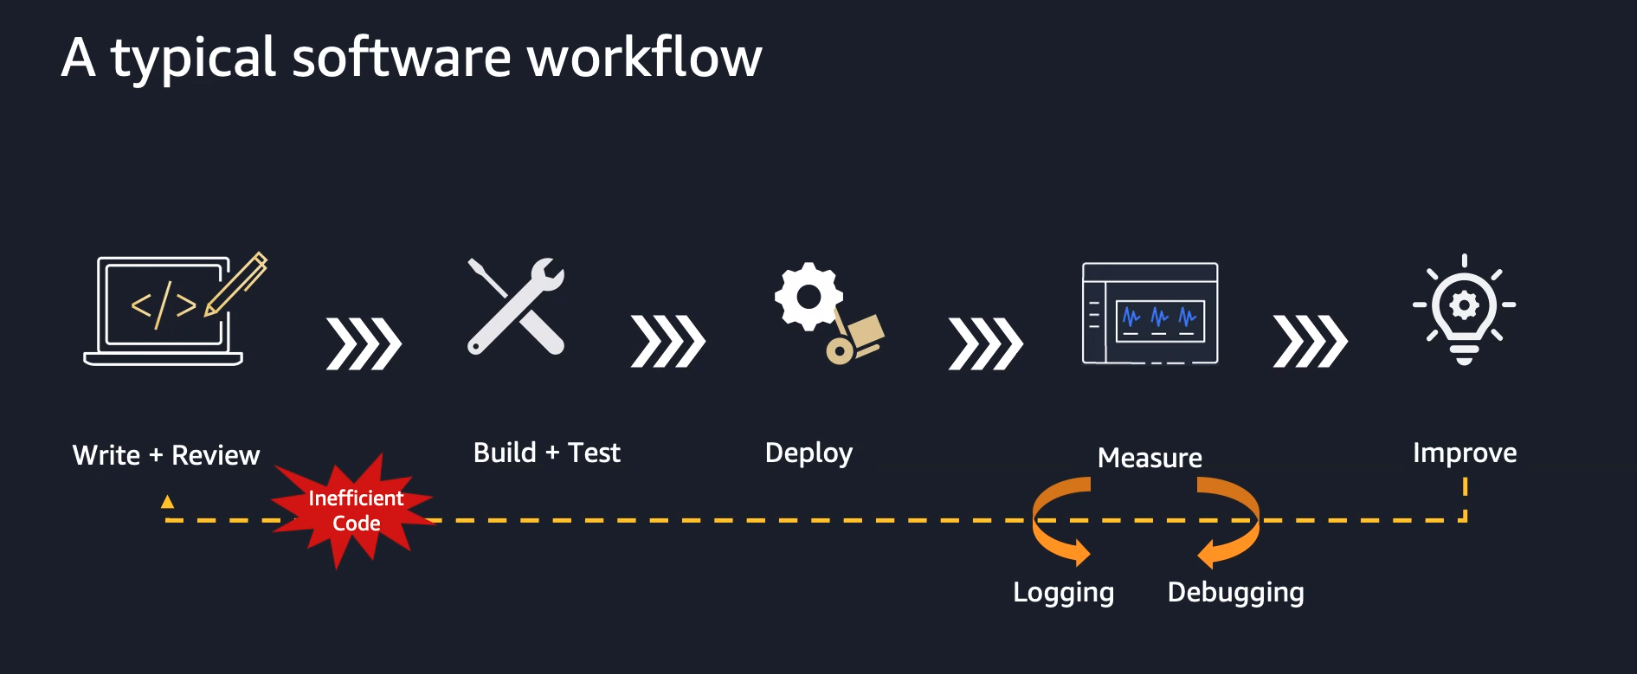 A typical software workflow
</>
Write + Review
Build + Test
Deploy
Measure
Improve
Inefficient
Code
Logging
Debugging